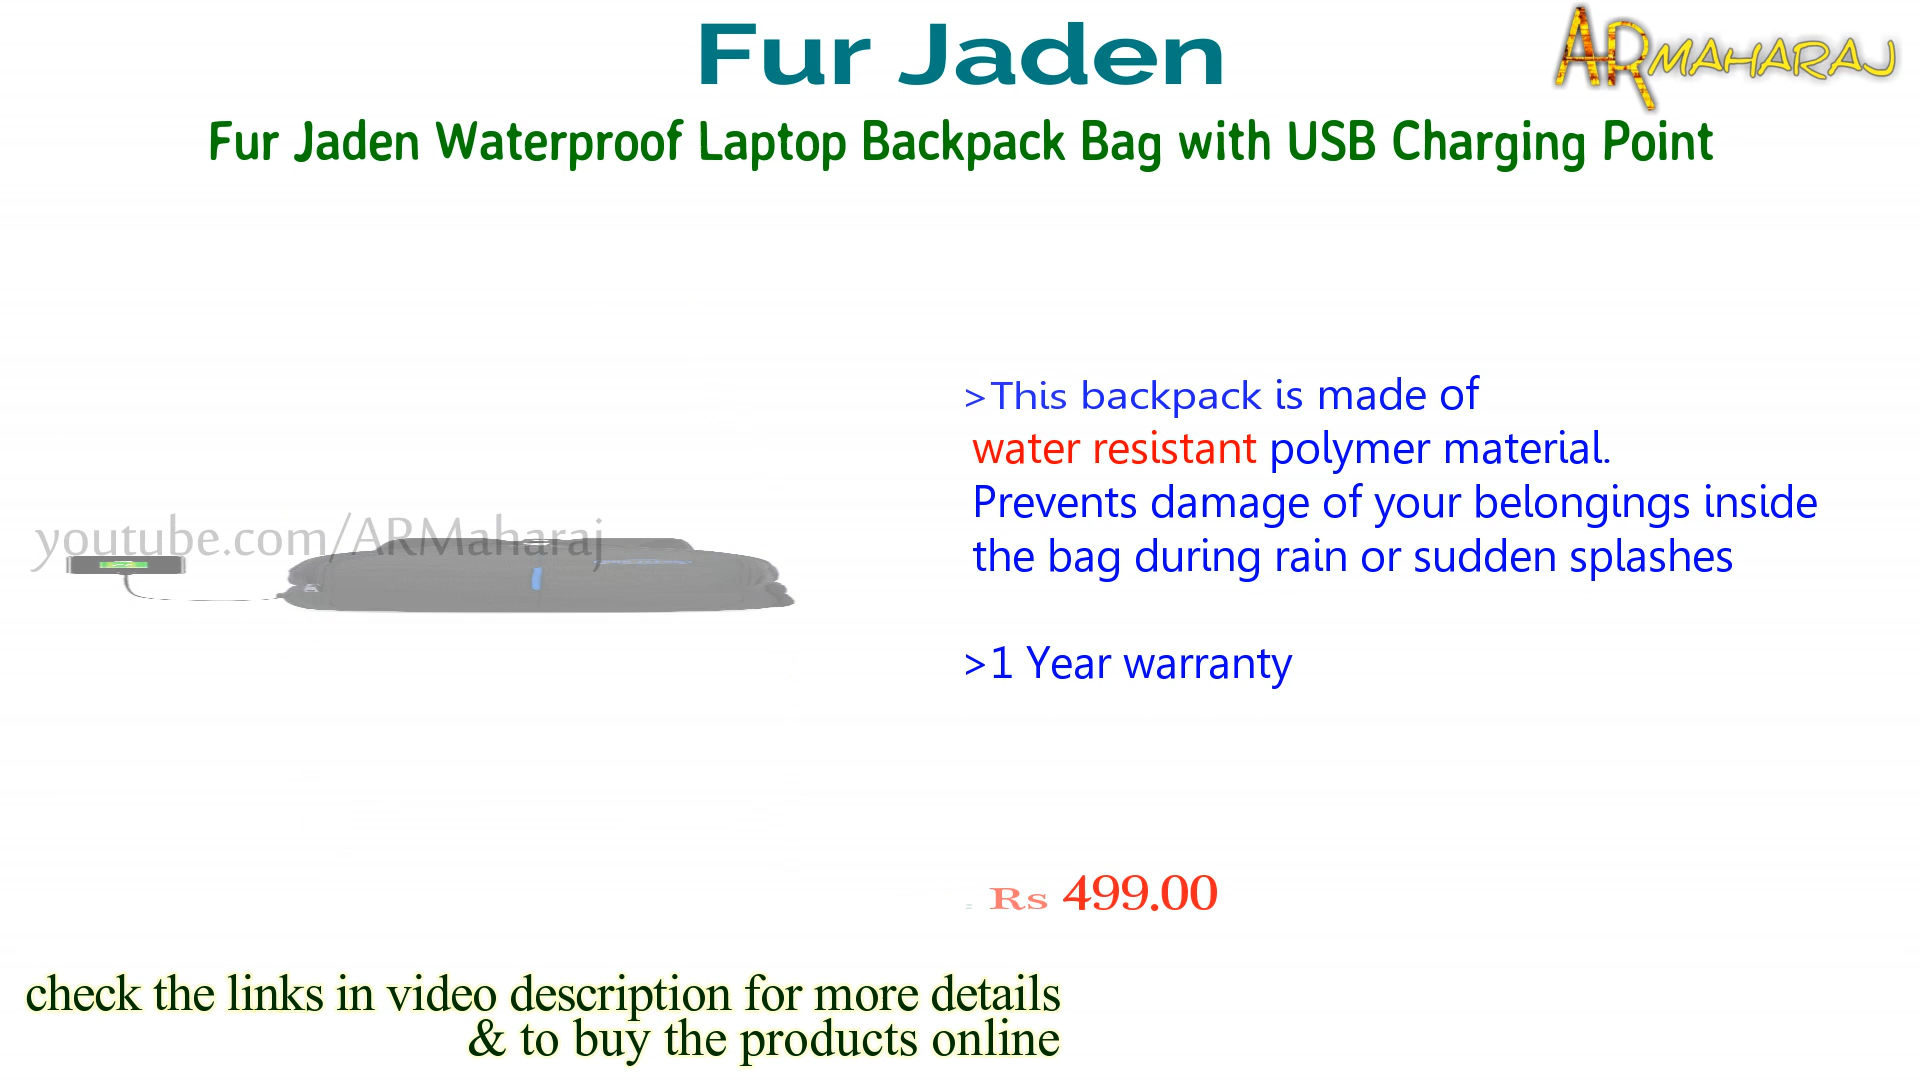 Fur Jaden
ARMAHARAJ
Fur Jaden Waterproof Laptop Backpack Bag with USB Charging Point
>This backpack is made of
water resistant polymer material.
Prevents damage of your belongings inside
the bag during rain or sudden splashes
youtube.com/ARMaharaj
>1 Year warranty
Rs 499.00
check the links in video description for more details
& to buy the products online